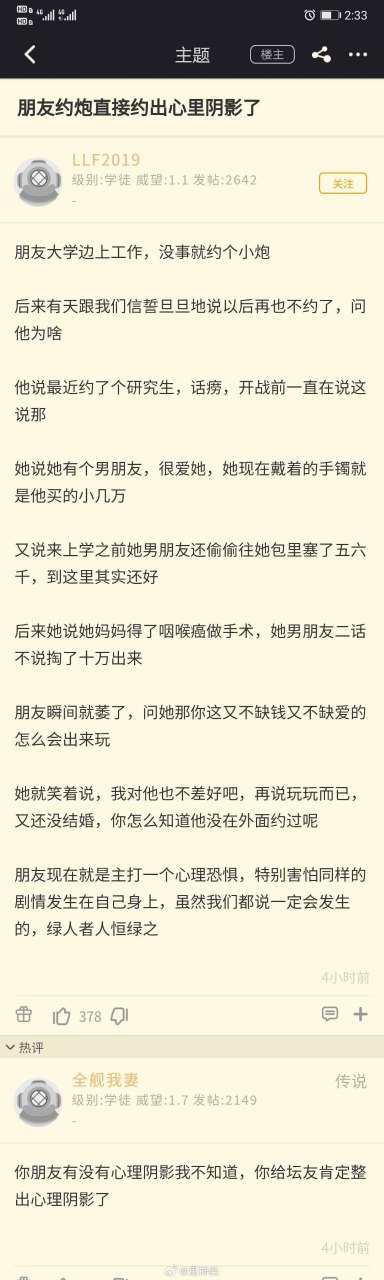 HD B 4G 4G 2:33
HD B
主题 楼主
朋友约炮直接约出心里阴影了
LLF2019
级别:学徒 威望:1.1 发帖:2642
关注
-
朋友大学边上工作，没事就约个小炮
后来有天跟我们信誓旦旦地说以后再也不约了，问
他为啥
他说最近约了个研究生，话痨，开战前一直在说这
说那
她说她有个男朋友，很爱她，她现在戴着的手镯就
是他买的小几万
又说来上学之前她男朋友还偷偷往她包里塞了五六
千，到这里其实还好
后来她说她妈妈得了咽喉癌做手术，她男朋友二话
不说掏了十万出来
朋友瞬间就萎了，问她那你这又不缺钱又不缺爱的
怎么会出来玩
她就笑着说，我对他也不差好吧，再说玩玩而已，
又还没结婚，你怎么知道他没在外面约过呢
朋友现在就是主打一个心理恐惧，特别害怕同样的
剧情发生在自己身上，虽然我们都说一定会发生
的，绿人者人恒绿之
4小时前
378
热评
全舰我妻 传说
级别:学徒 威望:1.7 发帖:2149
-
你朋友有没有心理阴影我不知道，你给坛友肯定整
出心理阴影了
4小时前